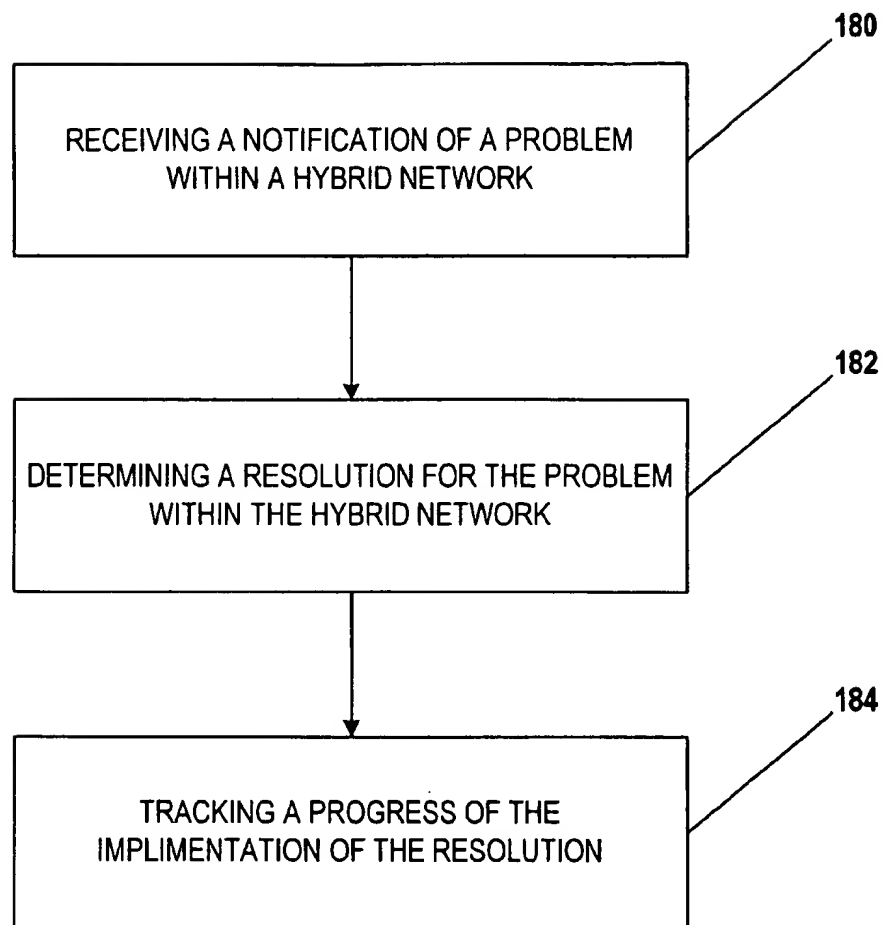 180
RECEIVING A NOTIFICATION OF A PROBLEM
WITHIN A HYBRID NETWORK
182
DETERMINING A RESOLUTION FOR THE PROBLEM
WITHIN THE HYBRID NETWORK
184
TRACKING A PROGRESS OF THE
IMPLIMENTATION OF THE RESOLUTION